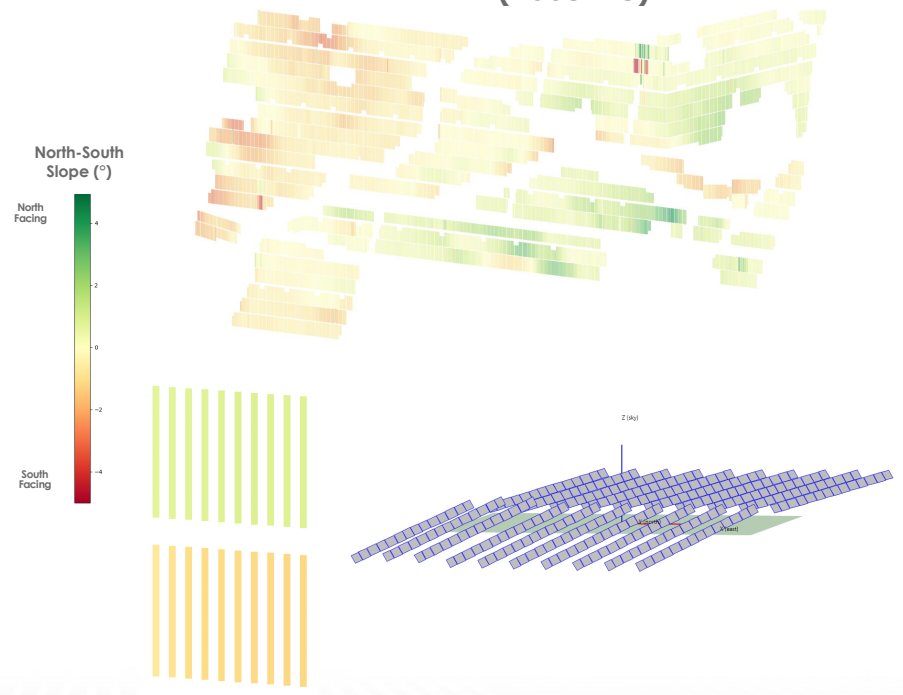 North-South
Slope (°)
North
Facing
4
2
0
−2
−4
South
Facing
Z (sky)
X (east)